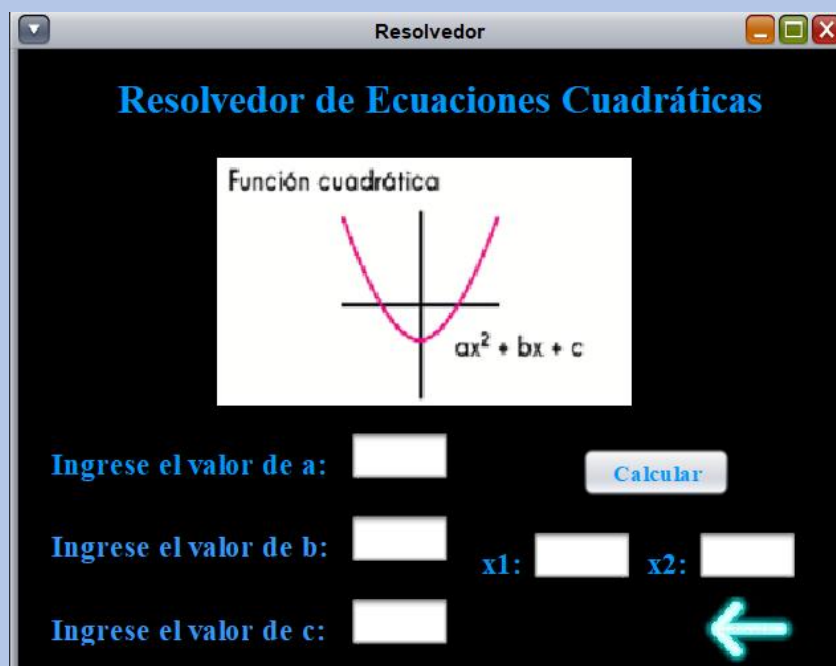 Resolvedor
Resolvedor de Ecuaciones Cuadráticas
Función cuadrática
ax² + bx + c
Ingrese el valor de a:
Calcular
Ingrese el valor de b:
x1: x2:
Ingrese el valor de c: